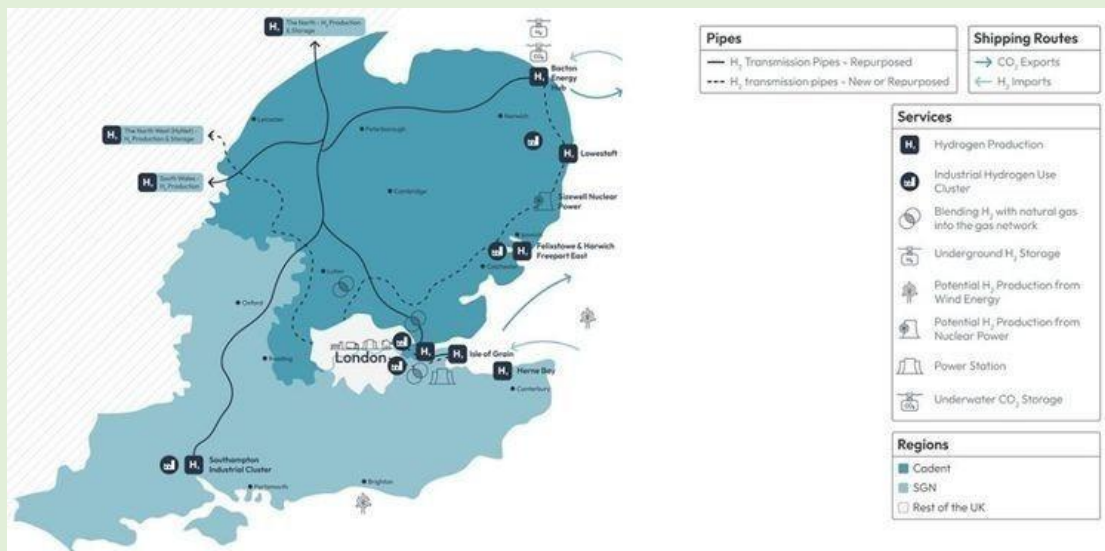 The North - H₂ Production
& Storage
H₂
CO₂
Bacton
Energy
Hub
Leicester
Peterborough
Norwich
The North West (HyNet) -
H₂ Production & Storage
Lowestoft
South Wales -
H₂ Production
Cambridge
Sizewell Nuclear
Power
Ipswich
Felixstowe & Harwich
Freeport East
Colchester
Luton
Oxford
London
Reading
Isle of Grain
Herne Bay
Canterbury
Southampton
Industrial Cluster
Portsmouth
Brighton
Pipes
H₂ Transmission Pipes - Repurposed
H₂ transmission pipes - New or Repurposed
Shipping Routes
CO₂ Exports
H₂ Imports
Services
Hydrogen Production
Industrial Hydrogen Use
Cluster
Blending H₂ with natural gas
into the gas network
Underground H₂ Storage
Potential H₂ Production from
Wind Energy
Potential H₂ Production from
Nuclear Power
Power Station
Underwater CO₂ Storage
Regions
Cadent
SGN
Rest of the UK